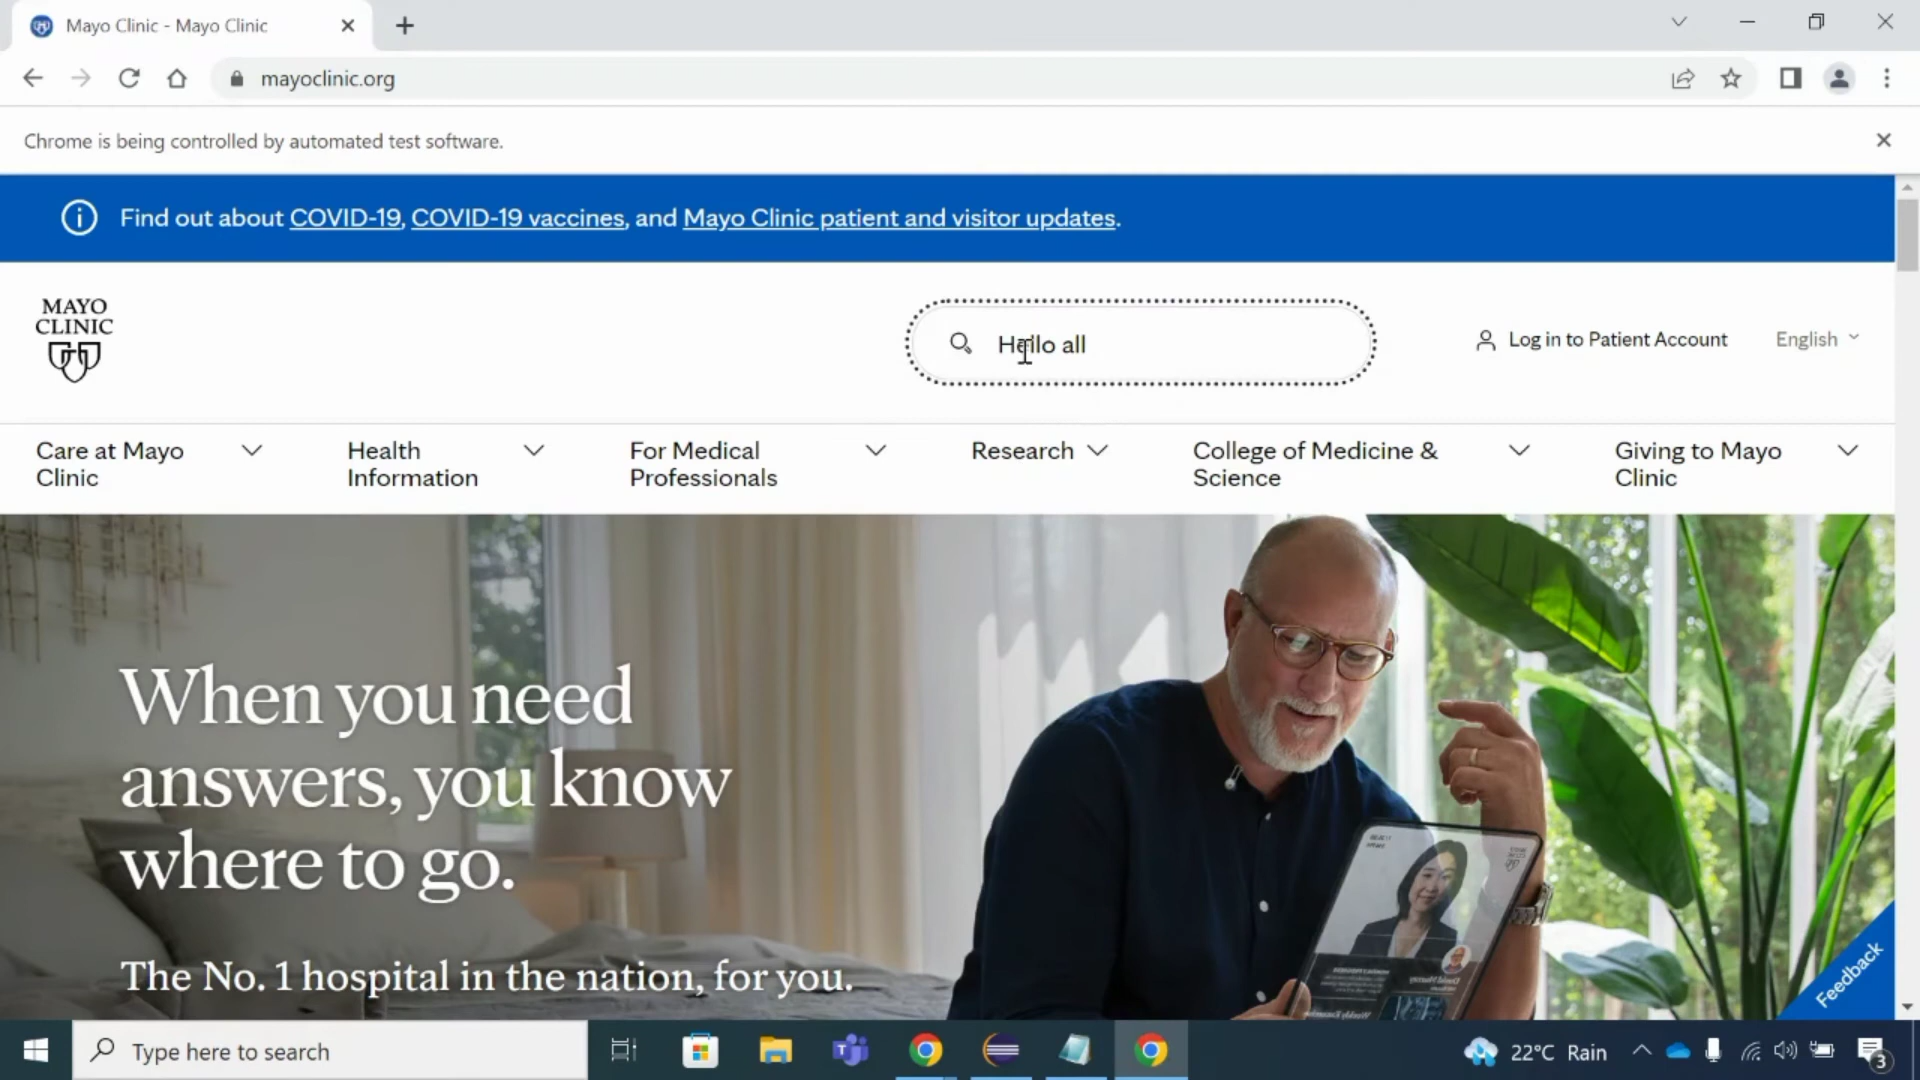 Mayo Clinic - Mayo Clinic
mayoclinic.org
Chrome is being controlled by automated test software.
Find out about COVID-19, COVID-19 vaccines, and Mayo Clinic patient and visitor updates.
MAYO
CLINIC
Hello all
Log in to Patient Account
English
Care at Mayo
Clinic
Health
Information
For Medical
Professionals
Research
College of Medicine &
Science
Giving to Mayo
Clinic
When you need
answers, you know
where to go.
The No. 1 hospital in the nation, for you.
Feedback
Type here to search
22°C Rain
3